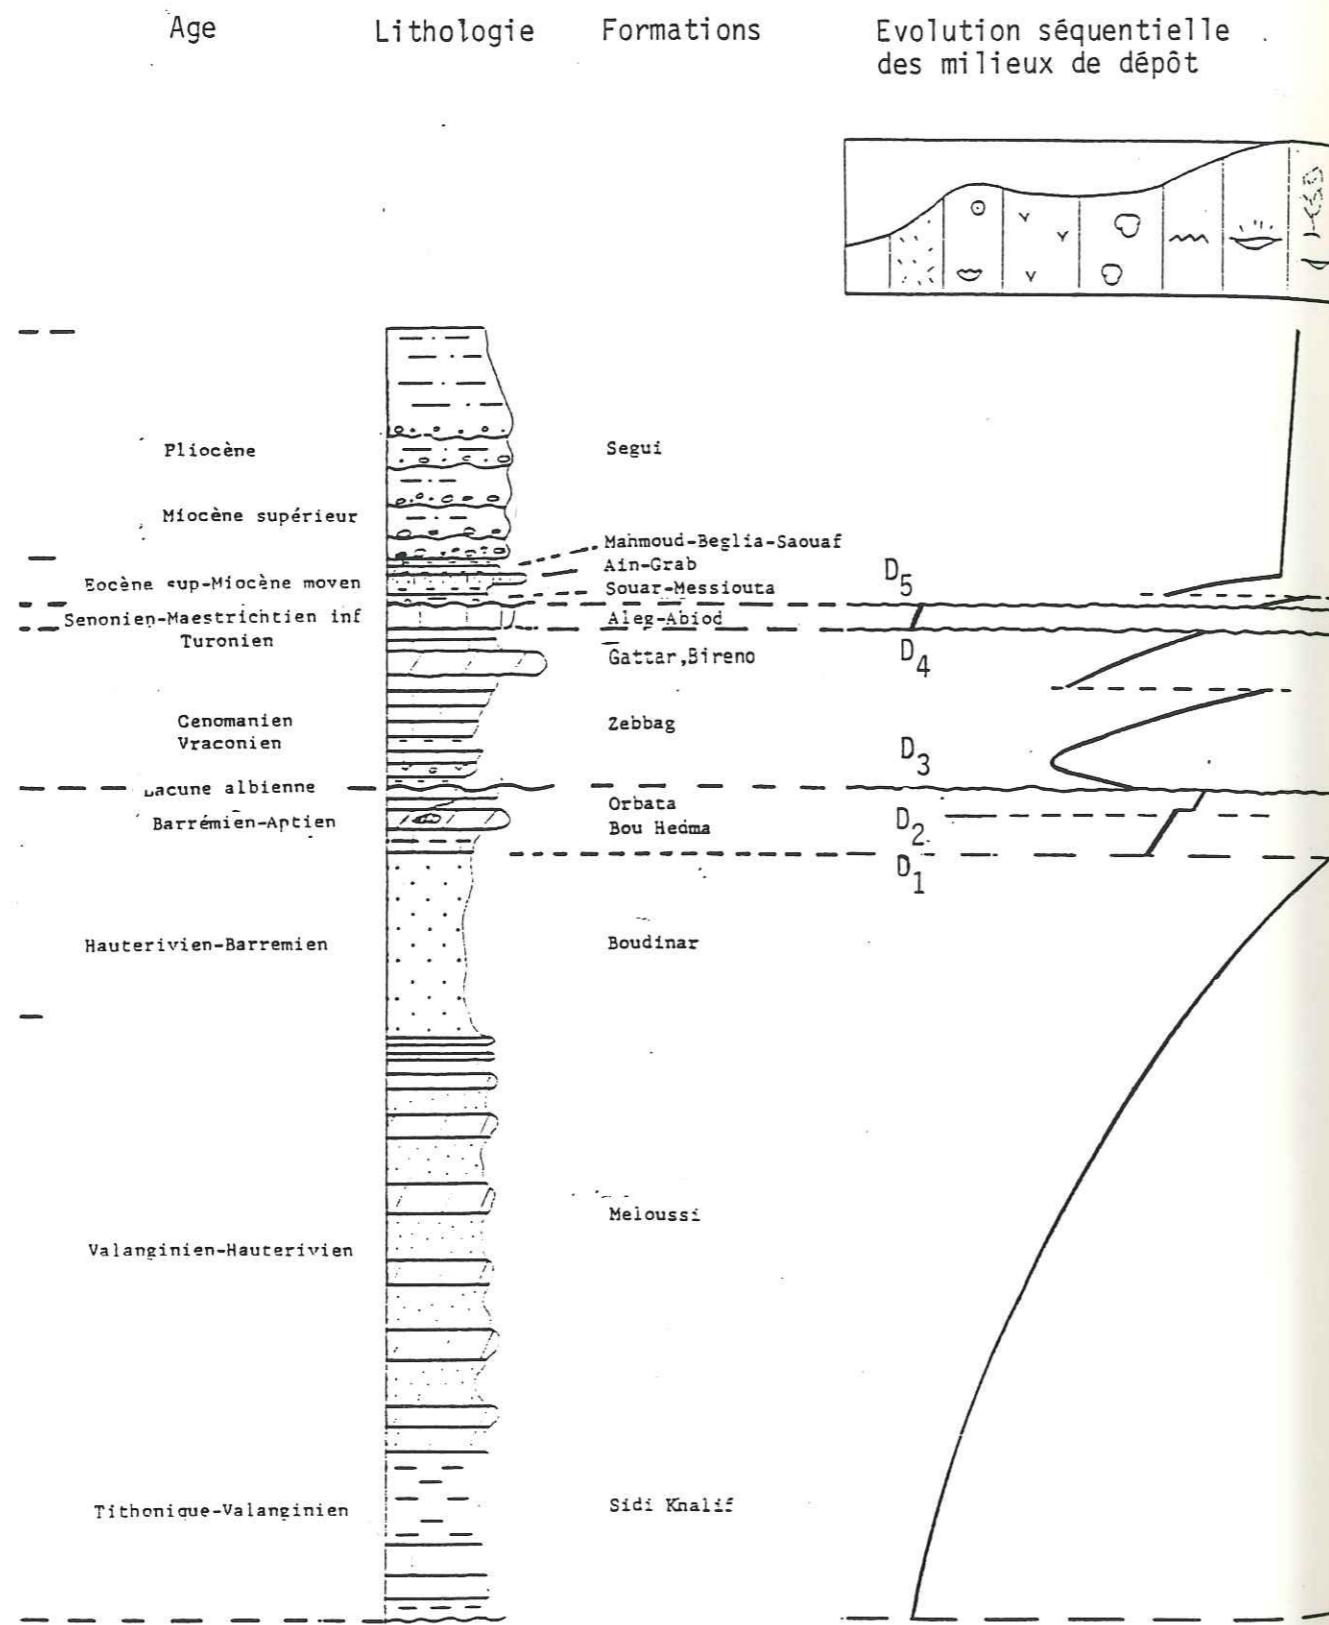 Age
Lithologie
Formations
Evolution séquentielle
des milieux de dépôt
Pliocène
Segui
Miocène supérieur
Mahmoud-Beglia-Saouaf
Ain-Grab
Eocène sup-Miocène moven
Souar-Messiouta
D5
Senonien-Maestrichtien inf
Aleg-Abiod
Turonien
Gattar,Bireno
D4
Cenomanien
Vraconien
Zebbag
D3
Lacune albienne
Orbata
Barrémien-Aptien
Bou Hedma
D2
D1
Hauterivien-Barremien
Boudinar
Meloussi
Valanginien-Hauterivien
Tithonique-Valanginien
Sidi Khalif